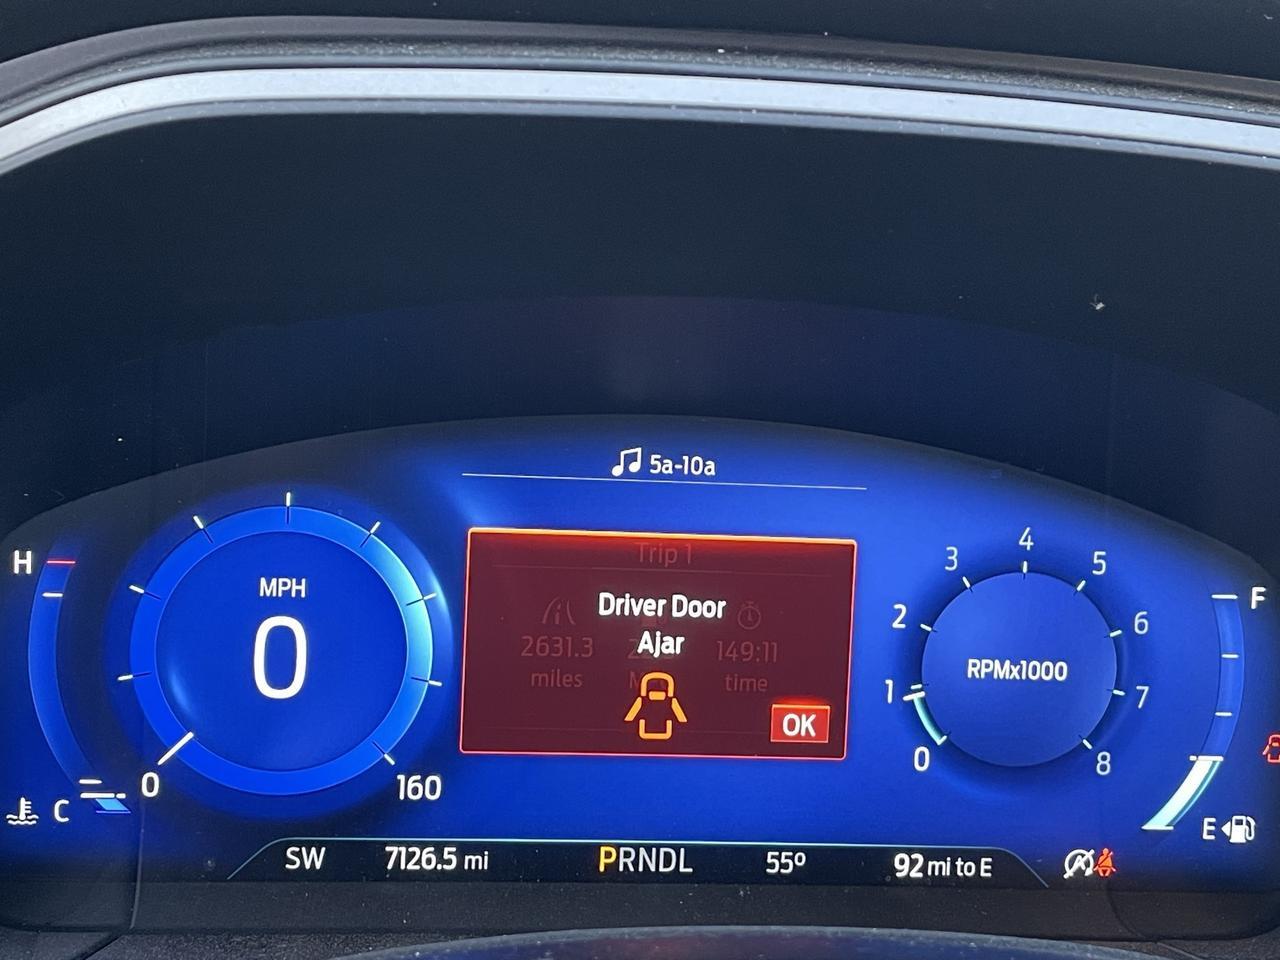 5a-10a
H
MPH
0
0
160
C
Trip 1
Driver Door
Ajar
2631.3
149:11
miles
time
OK
0
1
2
3
4
5
6
7
8
RPMx1000
F
E
SW
7126.5 mi
PRNDL
55º
92 mi to E